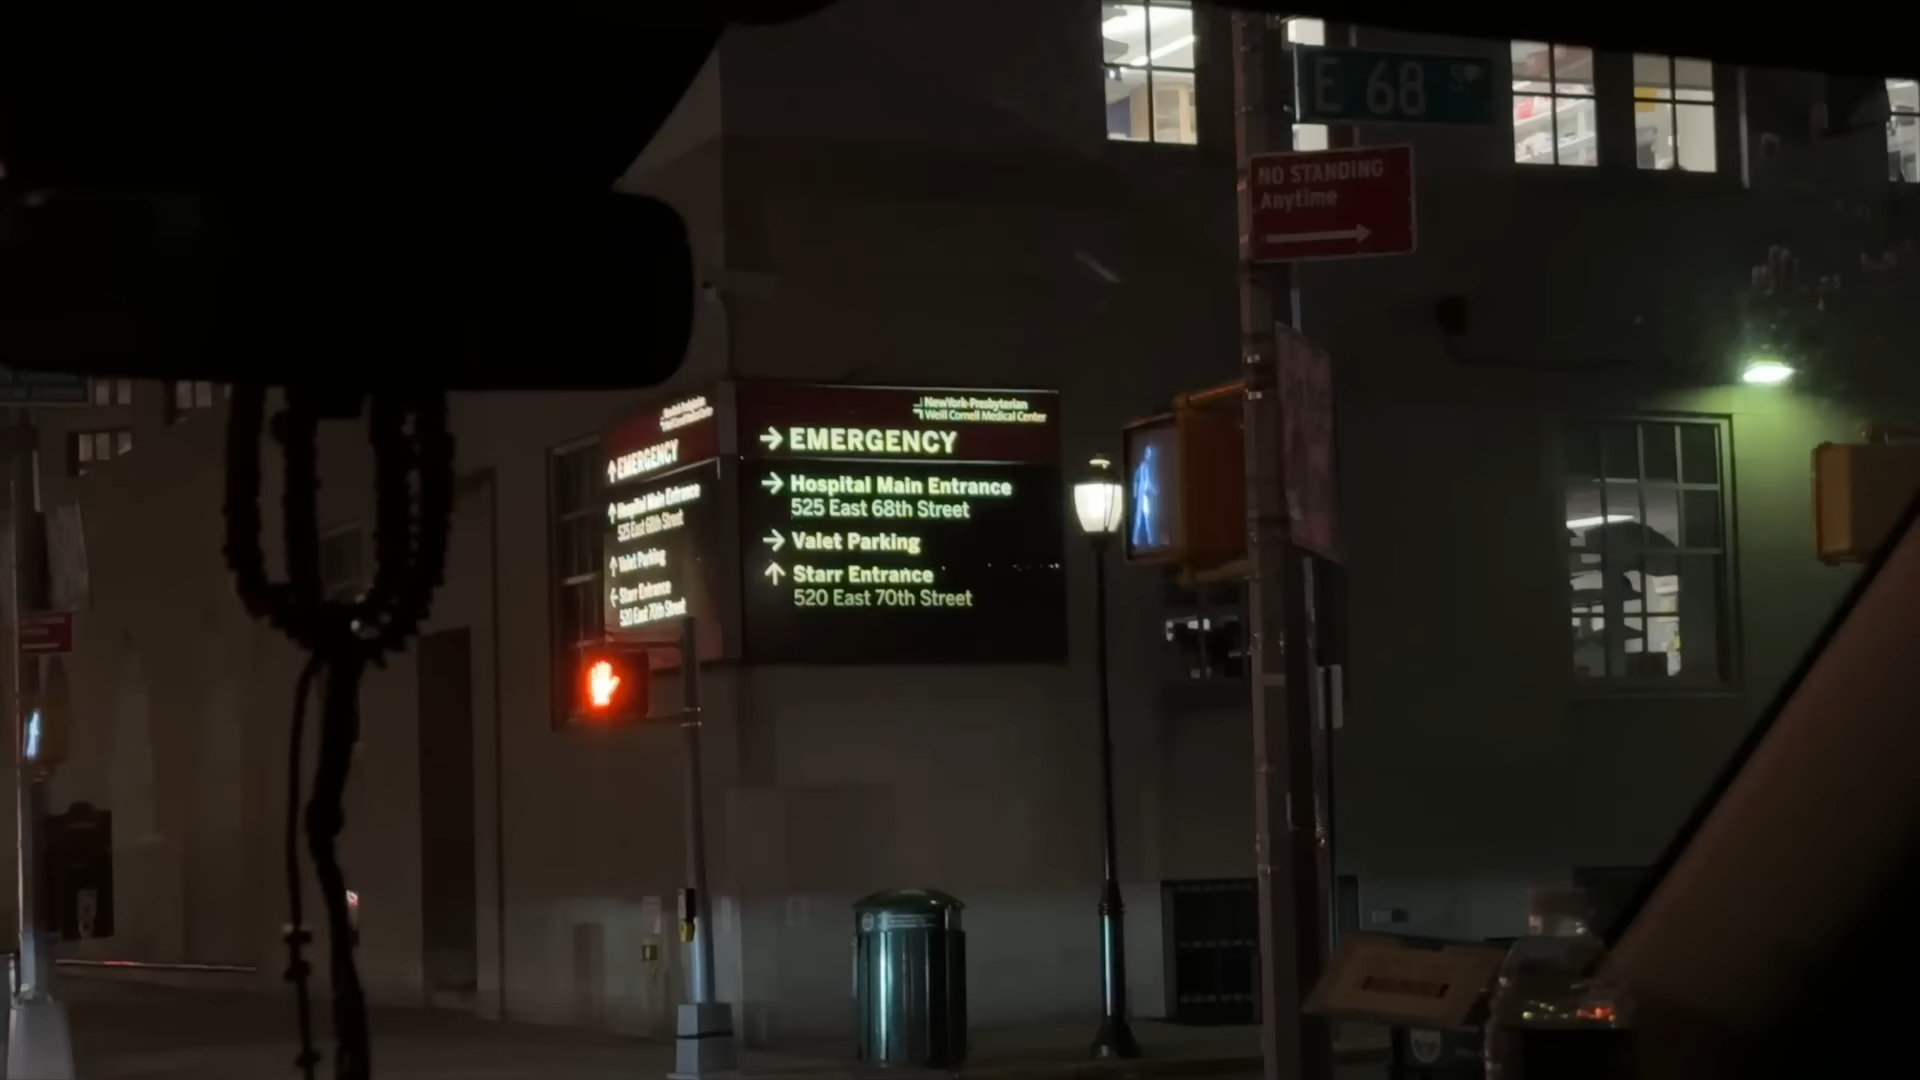 E 68 ST
NO STANDING
Anytime
NewYork-Presbyterian
Weill Cornell Medical Center
EMERGENCY
Hospital Main Entrance
525 East 68th Street
Valet Parking
Starr Entrance
520 East 70th Street
EMERGENCY
Hospital Main Entrance
525 East 68th Street
Valet Parking
Starr Entrance
520 East 70th Street